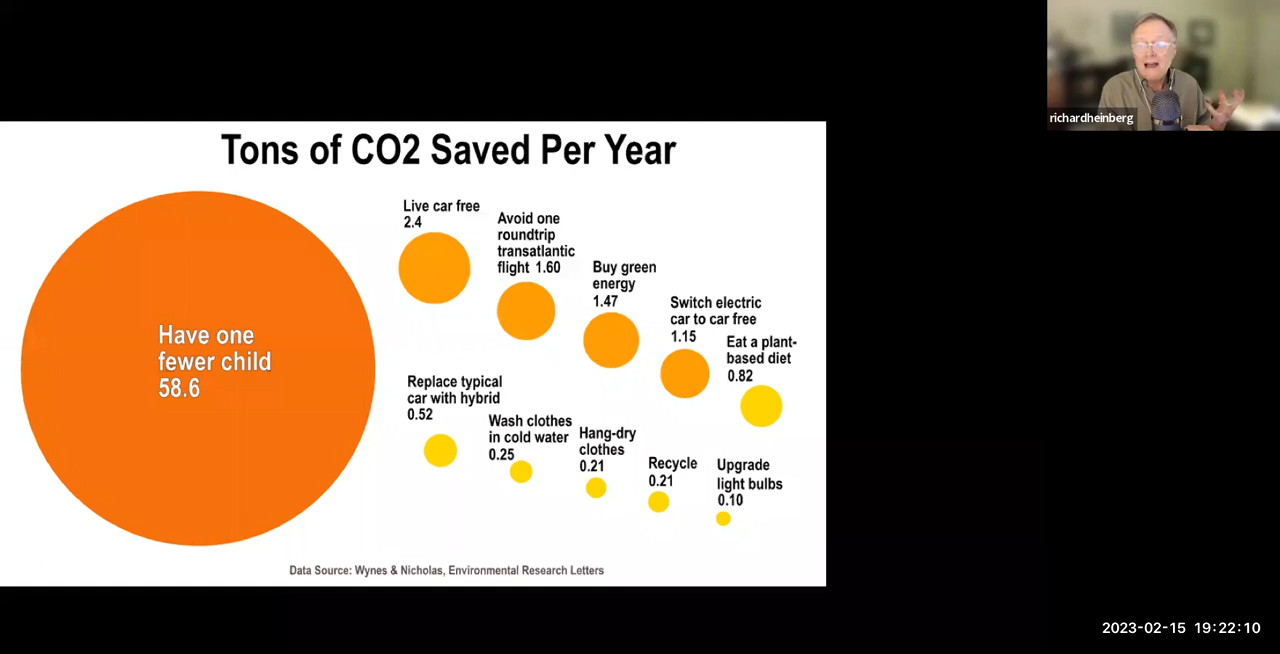 richardheinberg
Tons of CO2 Saved Per Year
Have one
fewer child
58.6
Live car free
2.4
Avoid one
roundtrip
transatlantic
flight 1.60
Buy green
energy
1.47
Switch electric
car to car free
1.15
Eat a plant-
based diet
0.82
Replace typical
car with hybrid
0.52
Wash clothes
in cold water
0.25
Hang-dry
clothes
0.21
Recycle
0.21
Upgrade
light bulbs
0.10
Data Source: Wynes & Nicholas, Environmental Research Letters
2023-02-15 19:22:10